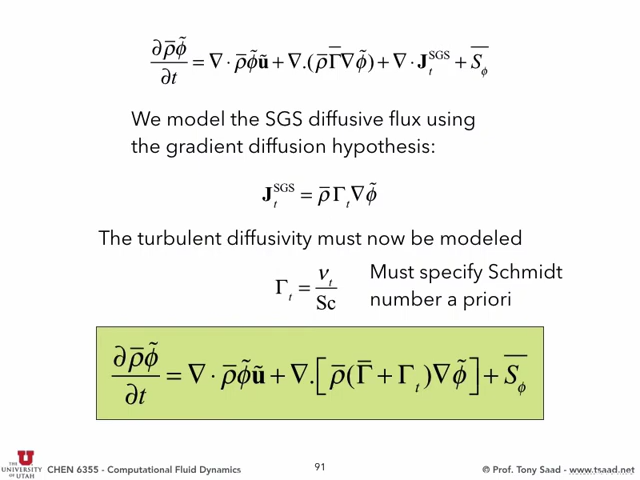 ∂ρ̄φ̃/∂t = ∇ · ρ̄φ̃ũ + ∇.(ρ̄Γ̄∇φ̃) + ∇ · J_t^SGS + S̄_φ
We model the SGS diffusive flux using
the gradient diffusion hypothesis:
J_t^SGS = ρ̄ Γ_t ∇φ̃
The turbulent diffusivity must now be modeled
Γ_t = ν_t/Sc
Must specify Schmidt
number a priori
∂ρ̄φ̃/∂t = ∇ · ρ̄φ̃ũ + ∇.[ρ̄(Γ̄ + Γ_t)∇φ̃] + S̄_φ
THE
UNIVERSITY
OF UTAH
CHEN 6355 - Computational Fluid Dynamics
91
© Prof. Tony Saad - www.tsaad.net